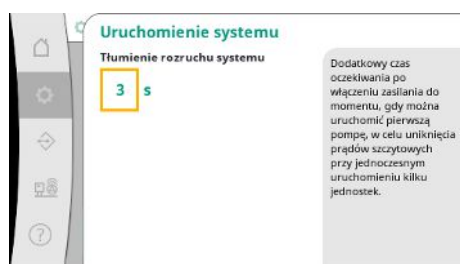 Uruchomienie systemu
Tłumienie rozruchu systemu
3 s
Dodatkowy czas
oczekiwania po
włączeniu zasilania do
momentu, gdy można
uruchomić pierwszą
pompę, w celu uniknięcia
prądów szczytowych
przy jednoczesnym
uruchomieniu kilku
jednostek.
?